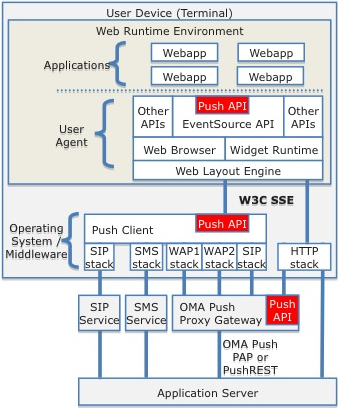 User Device (Terminal)
Web Runtime Environment
Applications
Webapp
Webapp
Webapp
Webapp
User
Agent
Other
APIs
Push API
EventSource API
Other
APIs
Web Browser
Widget Runtime
Web Layout Engine
W3C SSE
Operating
System /
Middleware
Push Client
Push API
SIP
stack
SMS
stack
WAP1
stack
WAP2
stack
SIP
stack
HTTP
stack
SIP
Service
SMS
Service
OMA Push
Proxy Gateway
Push
API
OMA Push
PAP or
PushREST
Application Server